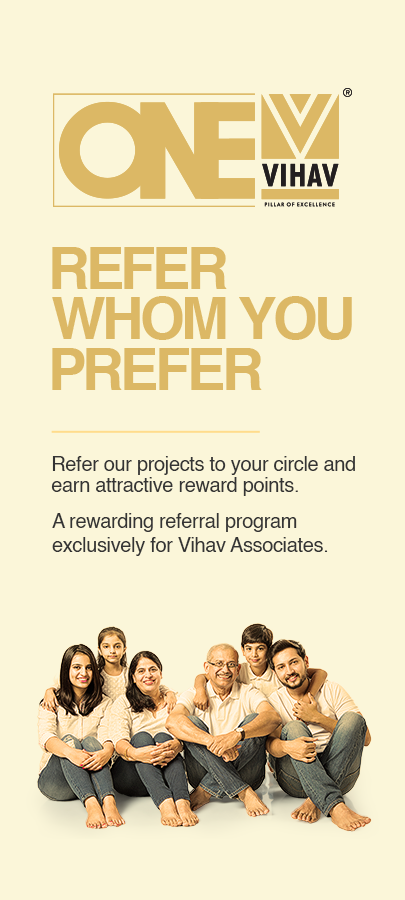 ONE
®
VIHAV
PILLAR OF EXCELLENCE
REFER
WHOM YOU
PREFER
Refer our projects to your circle and
earn attractive reward points.
A rewarding referral program
exclusively for Vihav Associates.